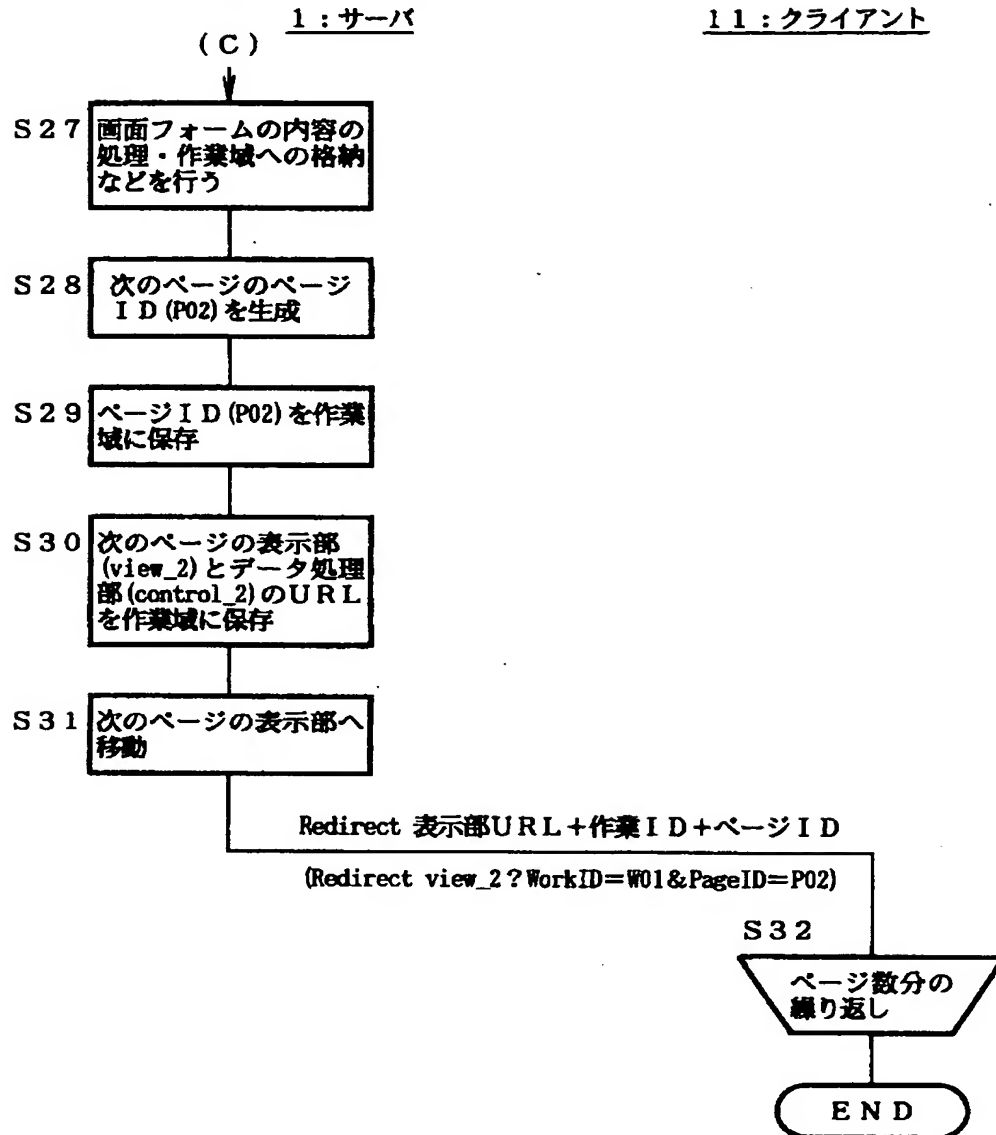 1:サーバ
11:クライアント
(C)
S27
画面フォームの内容の
処理・作業域への格納
などを行う
S28
次のページのページ
ID(P02)を生成
S29
ページID(P02)を作業
域に保存
S30
次のページの表示部
(view_2)とデータ処理
部(control_2)のURL
を作業域に保存
S31
次のページの表示部へ
移動
Redirect 表示部URL+作業ID+ページID
(Redirect view_2?WorkID=W01&PageID=P02)
S32
ページ数分の
繰り返し
END